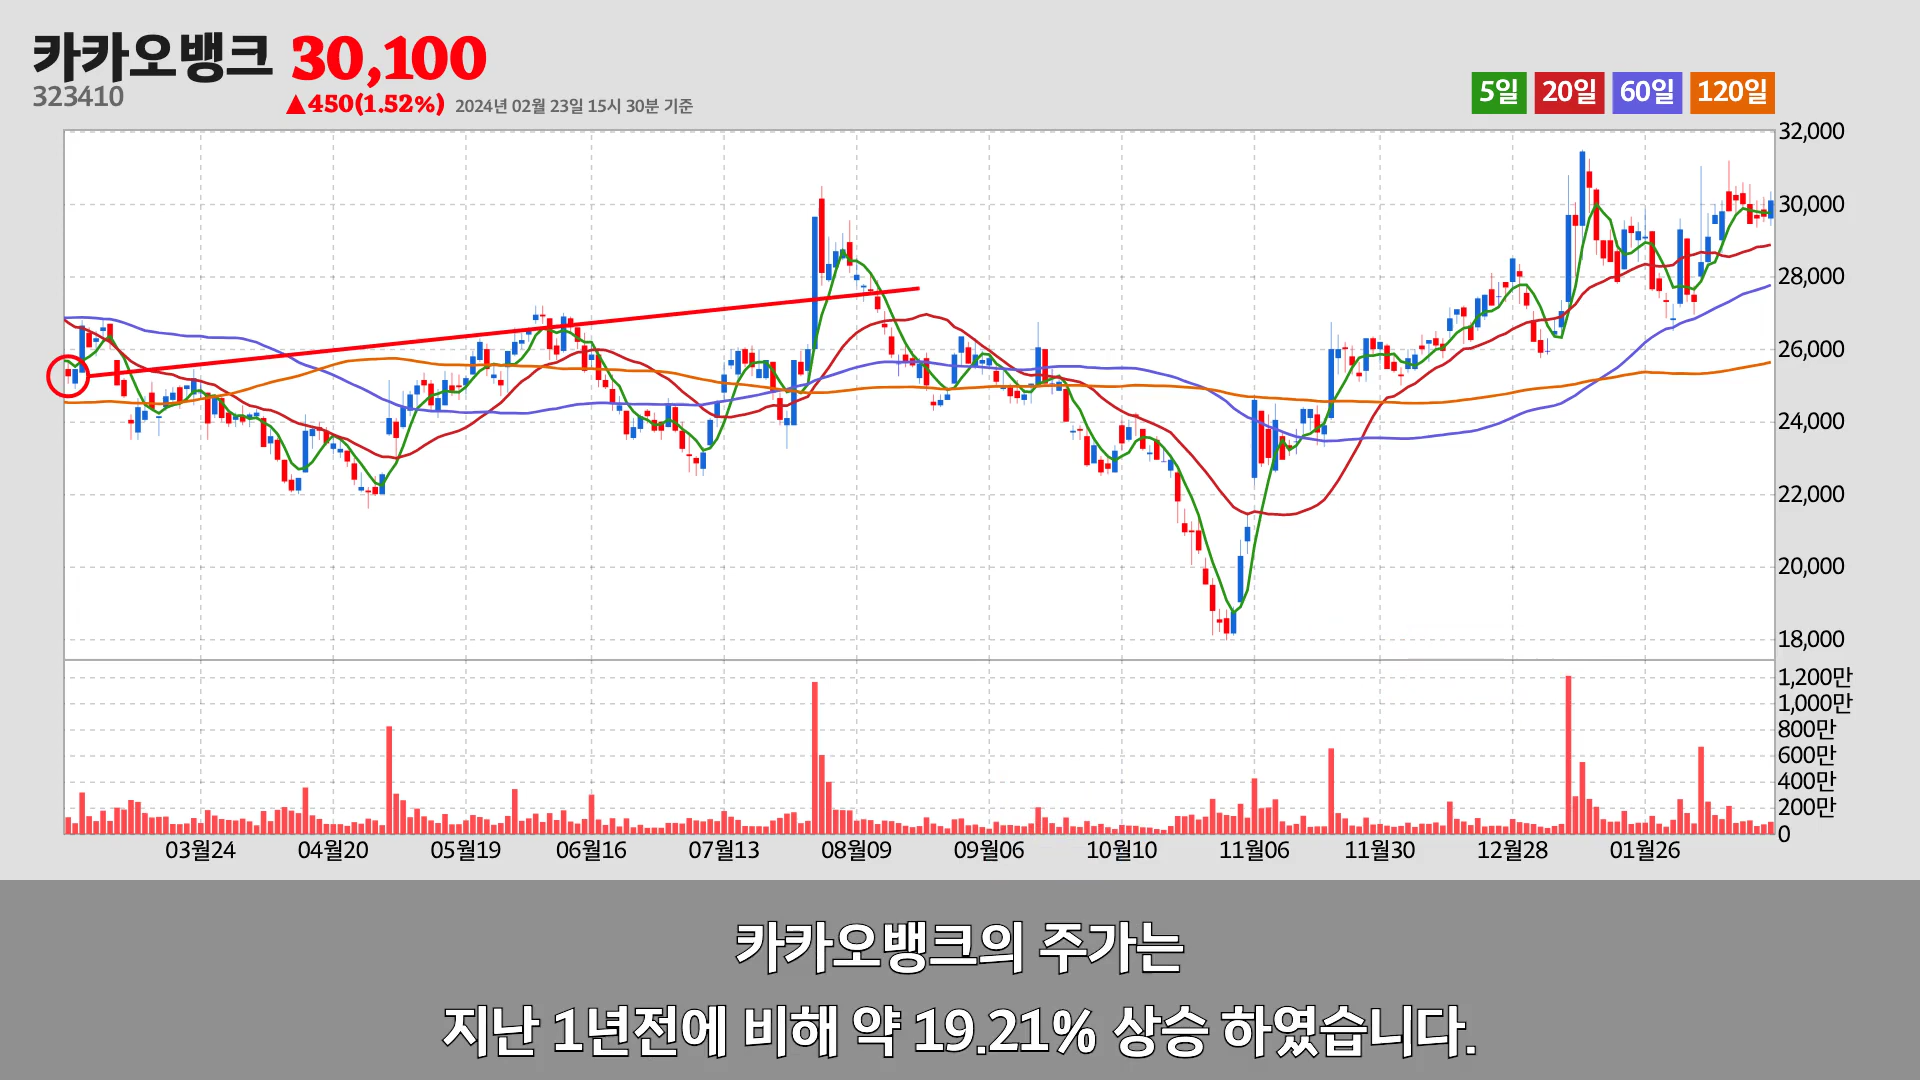 카카오뱅크 30,100
323410
▲450(1.52%) 2024년 02월 23일 15시 30분 기준
5일 20일 60일 120일
32,000
30,000
28,000
26,000
24,000
22,000
20,000
18,000
1,200만
1,000만
800만
600만
400만
200만
0
03월24 04월20 05월19 06월16 07월13 08월09 09월06 10월10 11월06 11월30 12월28 01월26
카카오뱅크의 주가는
지난 1년전에 비해 약 19.21% 상승 하였습니다.